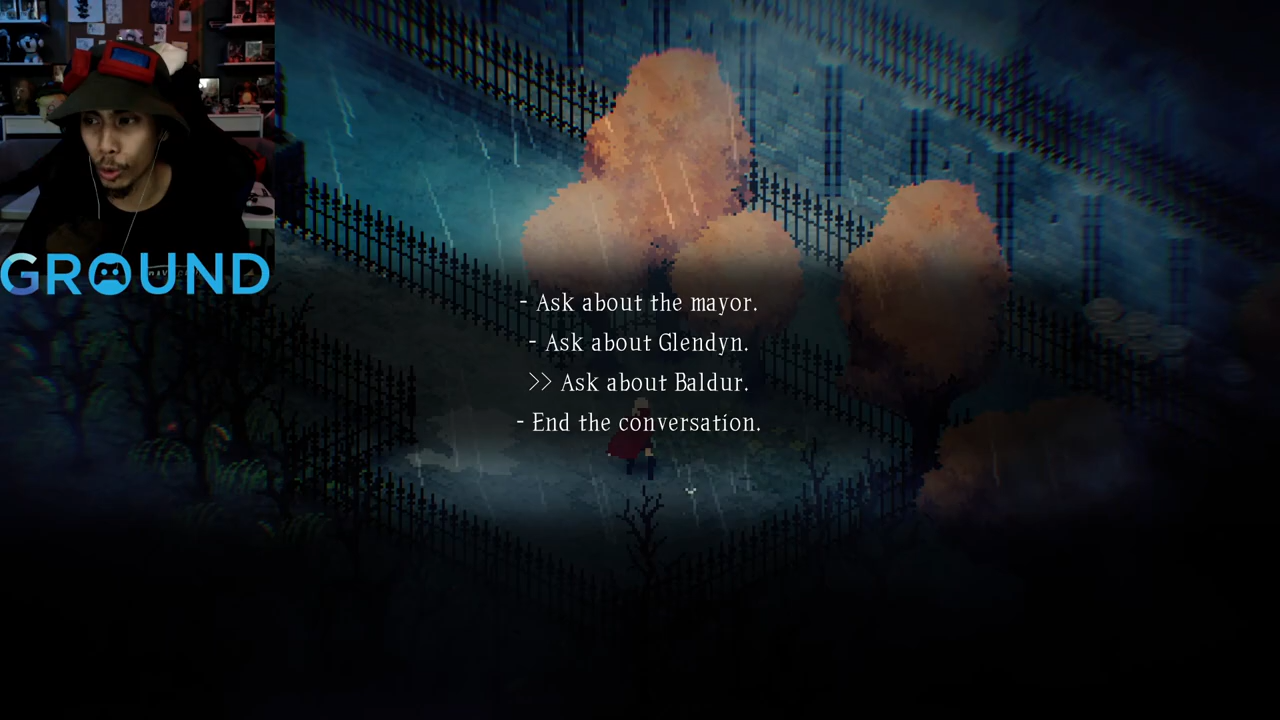 GROUND
- Ask about the mayor.
- Ask about Glendyn.
>> Ask about Baldur.
- End the conversation.